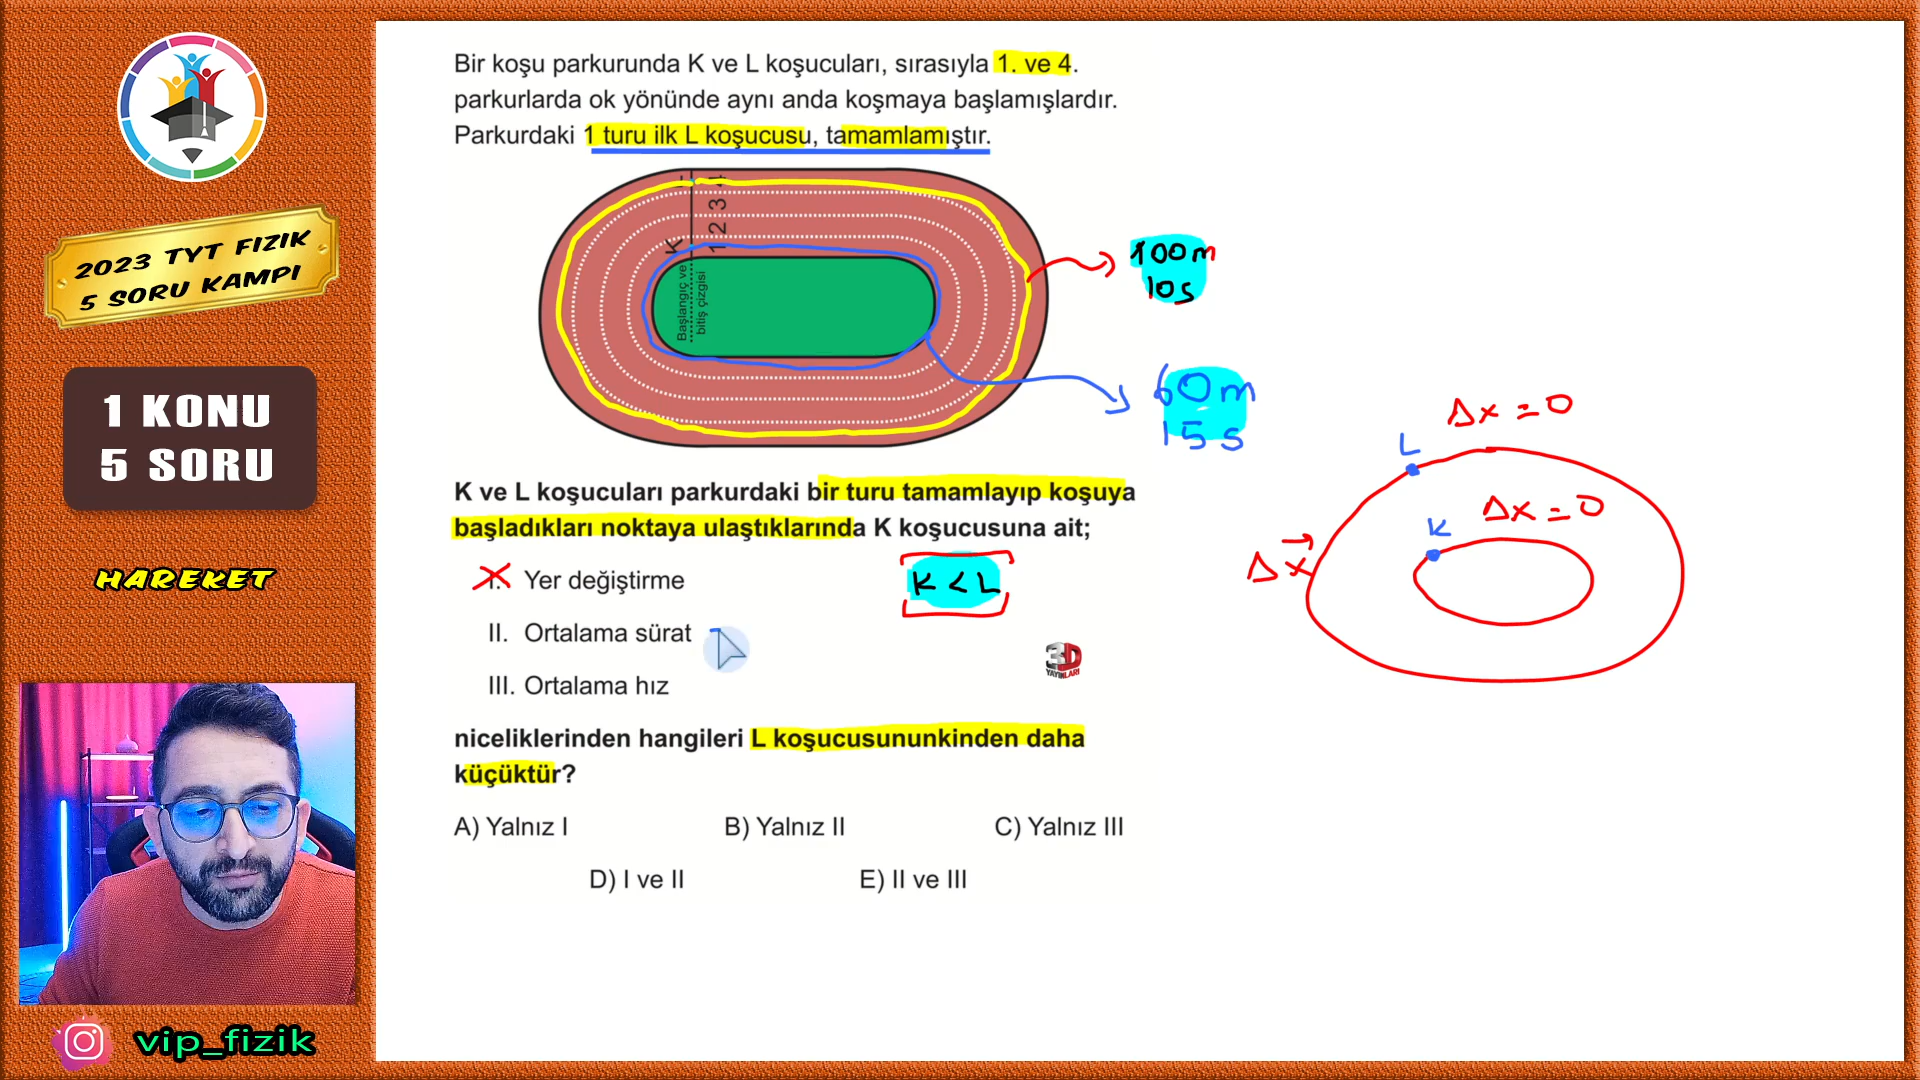 2023 TYT FIZIK
5 SORU KAMPI
1 KONU
5 SORU
HAREKET
vip_fizik
Bir koşu parkurunda K ve L koşucuları, sırasıyla 1. ve 4.
parkurlarda ok yönünde aynı anda koşmaya başlamışlardır.
Parkurdaki 1 turu ilk L koşucusu, tamamlamıştır.
L 4
3
2
K 1
Başlangıç ve
bitiş çizgisi
100m
10s
60m
15s
K ve L koşucuları parkurdaki bir turu tamamlayıp koşuya
başladıkları noktaya ulaştıklarında K koşucusuna ait;
I. Yer değiştirme
II. Ortalama sürat
III. Ortalama hız
K < L
3D
YAYINLARI
niceliklerinden hangileri L koşucusununkinden daha
küçüktür?
A) Yalnız I
B) Yalnız II
C) Yalnız III
D) I ve II
E) II ve III
Δx = 0
L
Δx = 0
K
Δx⃗